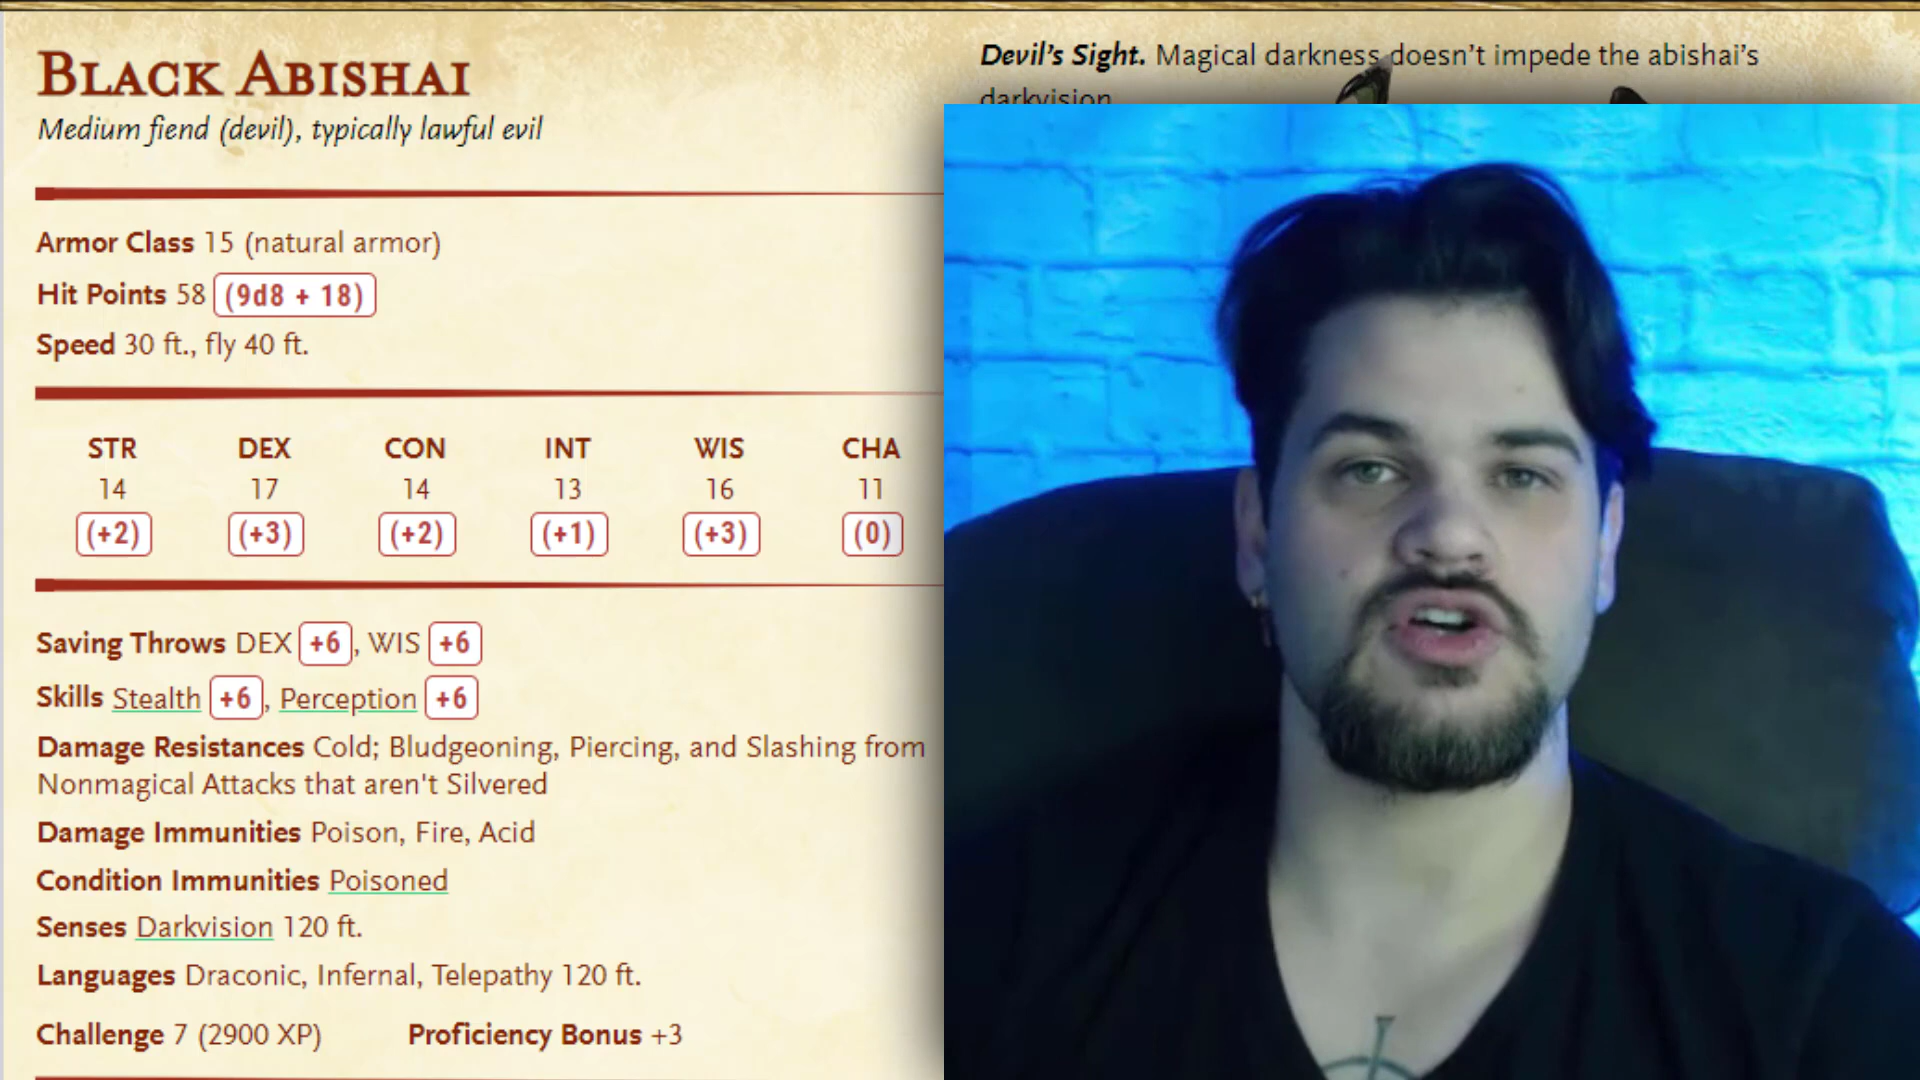 BLACK ABISHAI
Medium fiend (devil), typically lawful evil
Armor Class 15 (natural armor)
Hit Points 58 (9d8 + 18)
Speed 30 ft., fly 40 ft.
STR DEX CON INT WIS CHA
14 17 14 13 16 11
(+2) (+3) (+2) (+1) (+3) (0)
Saving Throws DEX +6, WIS +6
Skills Stealth +6, Perception +6
Damage Resistances Cold; Bludgeoning, Piercing, and Slashing from
Nonmagical Attacks that aren't Silvered
Damage Immunities Poison, Fire, Acid
Condition Immunities Poisoned
Senses Darkvision 120 ft.
Languages Draconic, Infernal, Telepathy 120 ft.
Challenge 7 (2900 XP) Proficiency Bonus +3
Devil’s Sight. Magical darkness doesn’t impede the abishai’s
darkvision